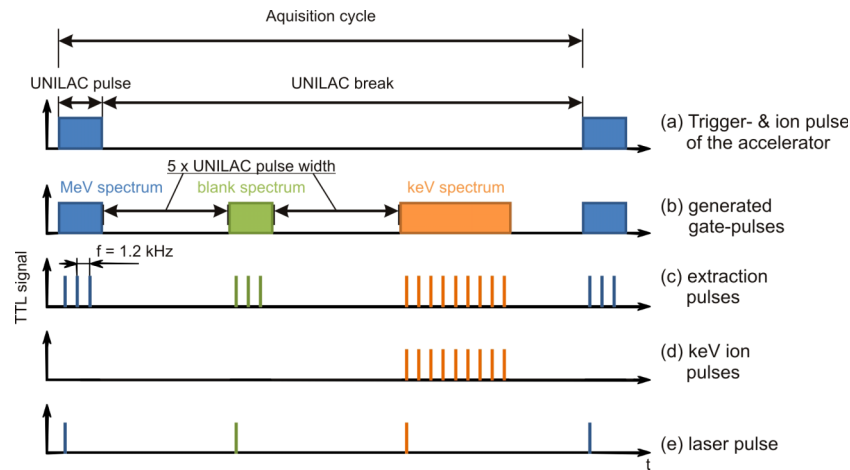 Aquisition cycle
UNILAC pulse
UNILAC break
(a) Trigger- & ion pulse
of the accelerator
5 x UNILAC pulse width
MeV spectrum
blank spectrum
keV spectrum
(b) generated
gate-pulses
f = 1.2 kHz
(c) extraction
pulses
TTL signal
(d) keV ion
pulses
(e) laser pulse
t